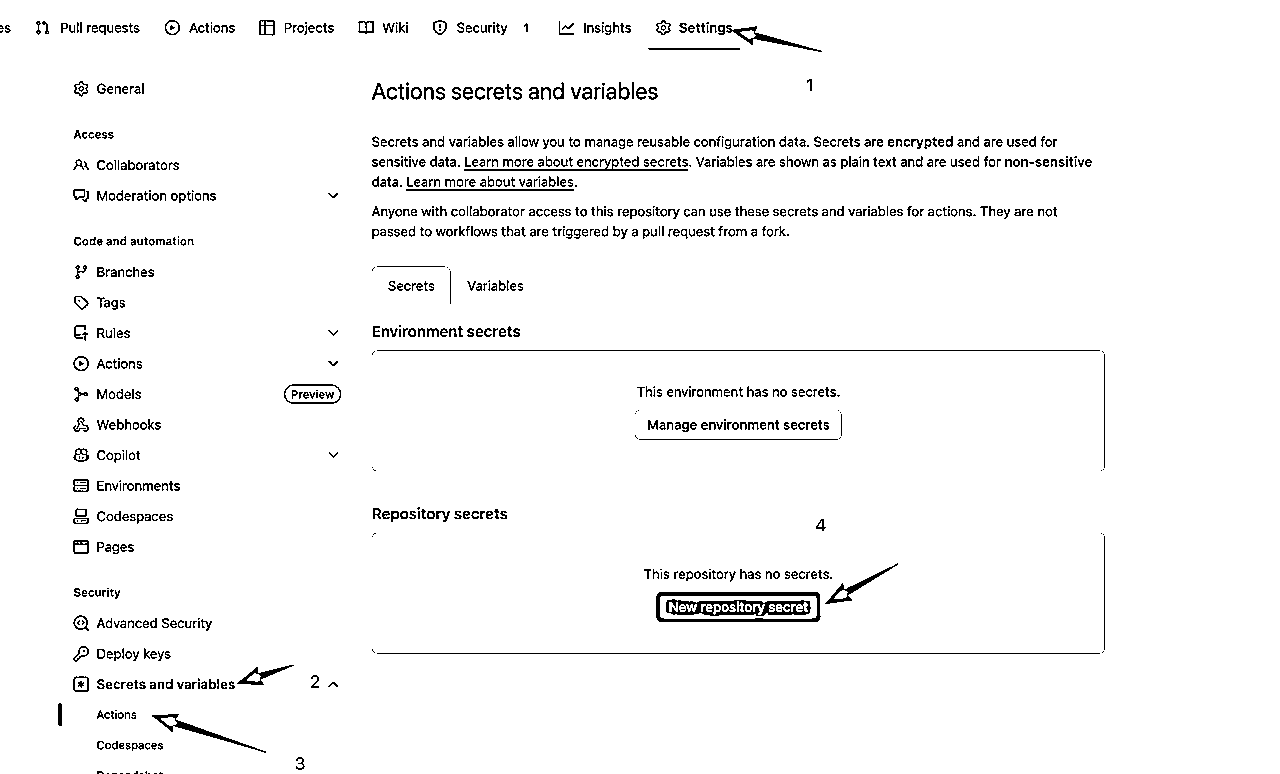 es Pull requests Actions Projects Wiki Security 1 Insights Settings
1
General
Access
Collaborators
Moderation options
Code and automation
Branches
Tags
Rules
Actions
Models Preview
Webhooks
Copilot
Environments
Codespaces
Pages
Security
Advanced Security
Deploy keys
Secrets and variables 2
Actions
3
Codespaces
Dependabot
Actions secrets and variables
Secrets and variables allow you to manage reusable configuration data. Secrets are encrypted and are used for
sensitive data. Learn more about encrypted secrets. Variables are shown as plain text and are used for non-sensitive
data. Learn more about variables.
Anyone with collaborator access to this repository can use these secrets and variables for actions. They are not
passed to workflows that are triggered by a pull request from a fork.
Secrets Variables
Environment secrets
This environment has no secrets.
Manage environment secrets
Repository secrets
4
This repository has no secrets.
New repository secret